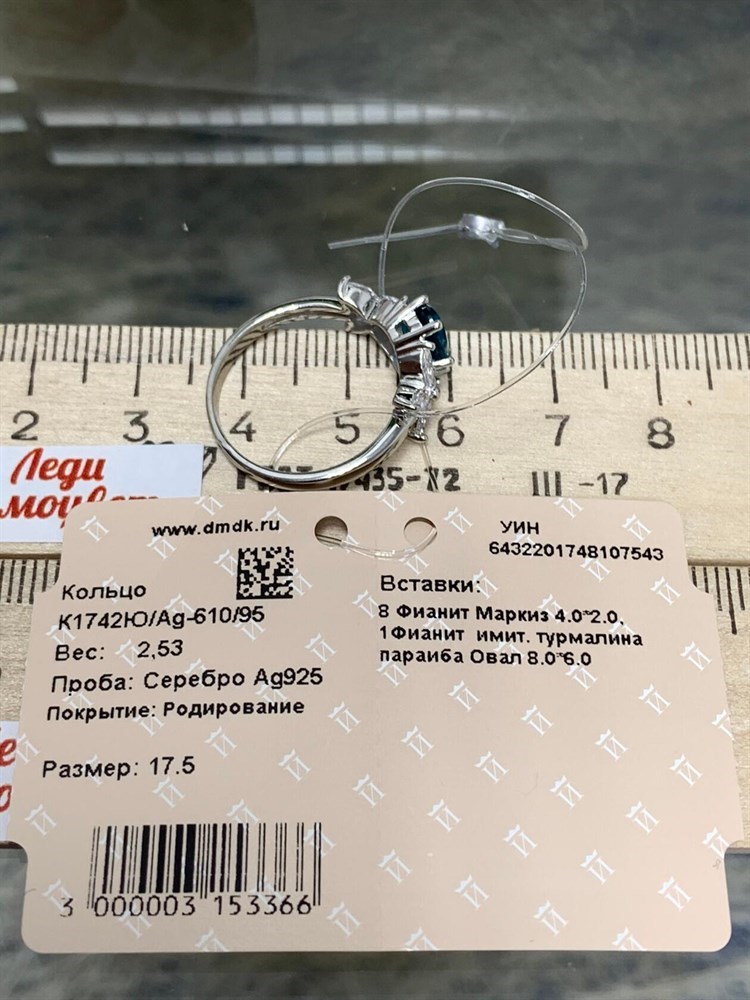 2 3 4 5 6 7 8
Леди
III -17
www.dmdk.ru
УИН
6432201748107543
Кольцо
К1742Ю/Ag-610/95
Вес: 2,53
Проба: Серебро Ag925
Покрытие: Родирование
Размер: 17.5
Вставки:
8 Фианит Маркиз 4.0*2.0,
1Фианит имит. турмалина
параиба Овал 8.0*6.0
3 000003 153366